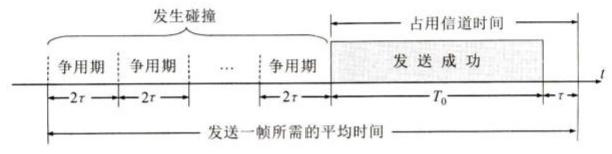 发生碰撞
占用信道时间
争用期 争用期 … 争用期 发 送 成 功
t
2τ 2τ 2τ T₀ τ
发送一帧所需的平均时间